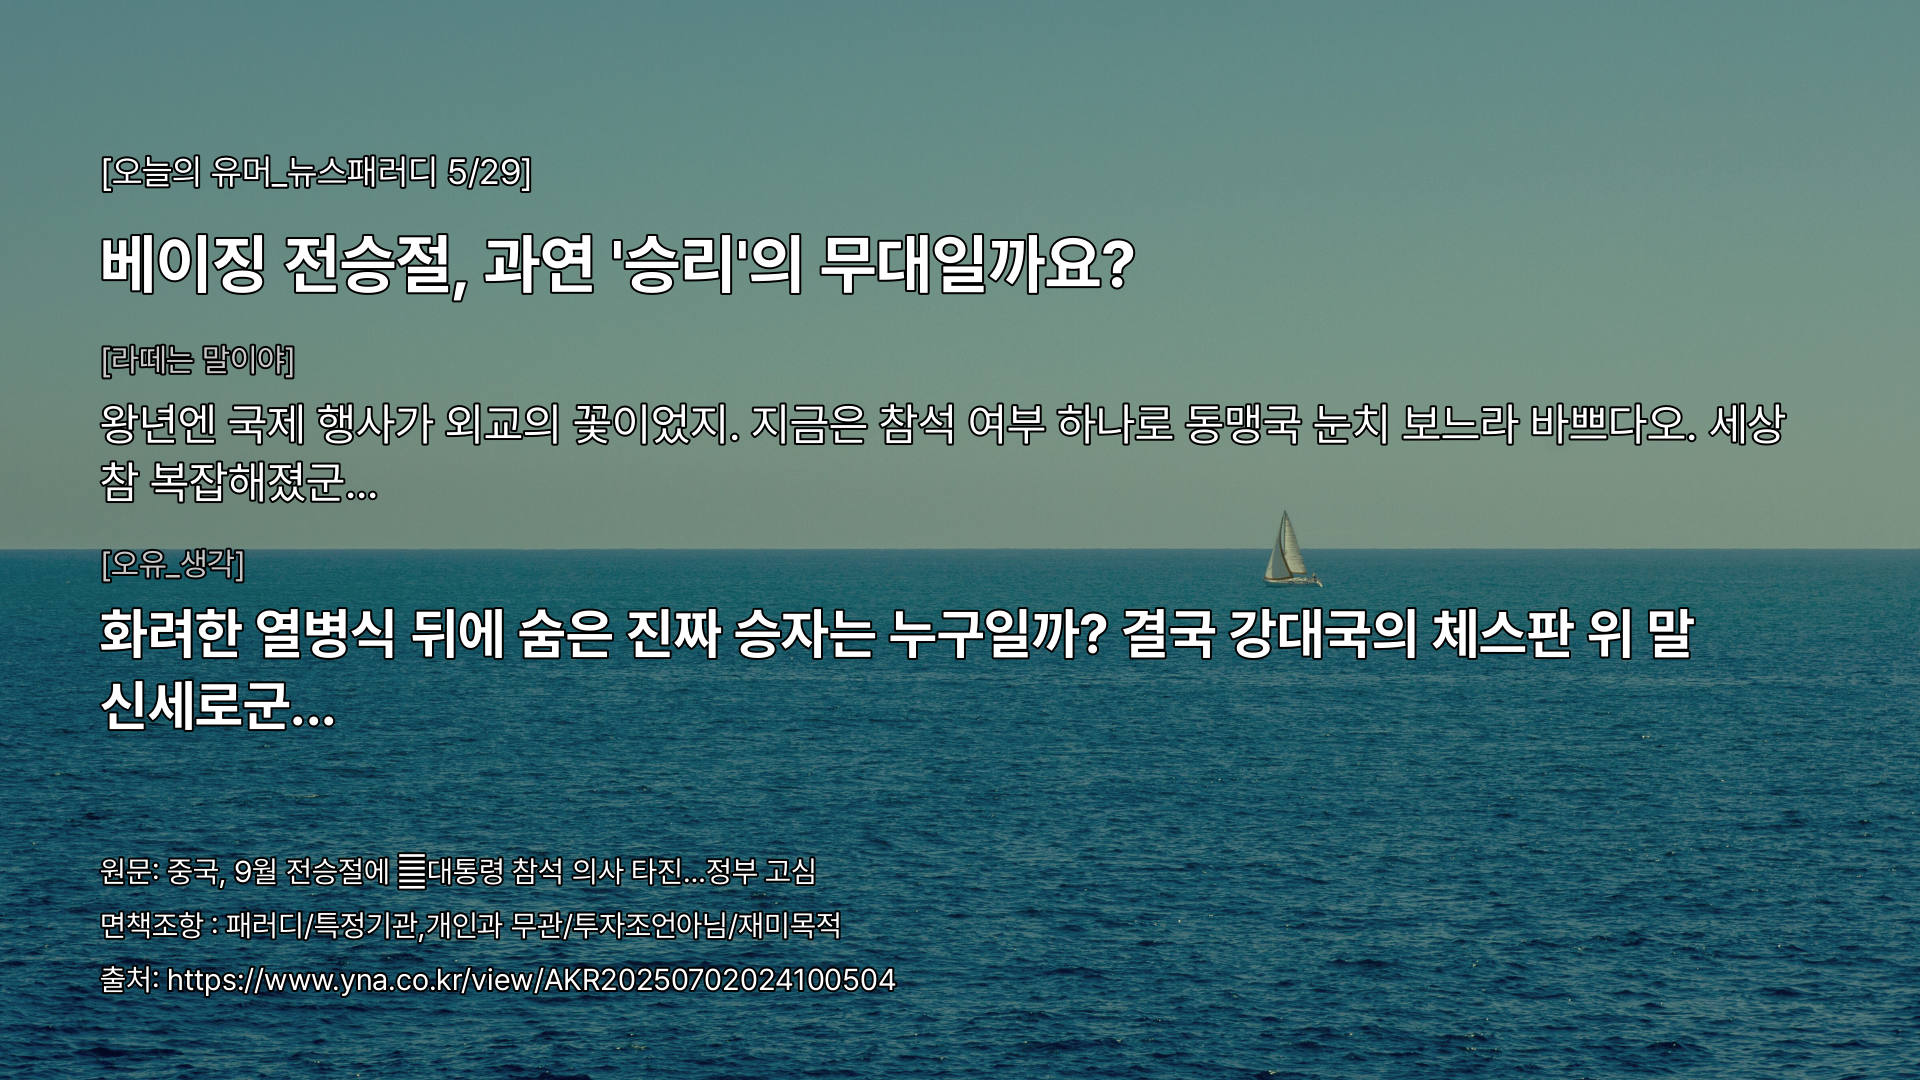 [오늘의 유머_뉴스패러디 5/29]
베이징 전승절, 과연 '승리'의 무대일까요?
[라떼는 말이야]
왕년엔 국제 행사가 외교의 꽃이었지. 지금은 참석 여부 하나로 동맹국 눈치 보느라 바쁘다오. 세상
참 복잡해졌군...
[오유_생각]
화려한 열병식 뒤에 숨은 진짜 승자는 누구일까? 결국 강대국의 체스판 위 말
신세로군...
원문: 중국, 9월 전승절에 대통령 참석 의사 타진...정부 고심
면책조항 : 패러디/특정기관,개인과 무관/투자조언아님/재미목적
출처: https://www.yna.co.kr/view/AKR20250702024100504